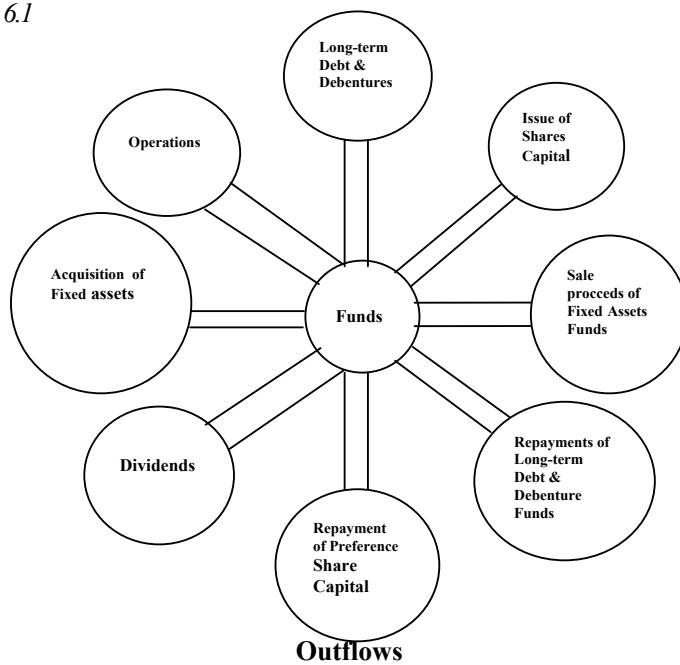 6.1
Long-term
Debt &
Debentures
Operations
Issue of
Shares
Capital
Acquisition of
Fixed assets
Funds
Sale
procceds of
Fixed Assets
Funds
Dividends
Repayments of
Long-term
Debt &
Debenture
Funds
Repayment
of Preference
Share
Capital
Outflows